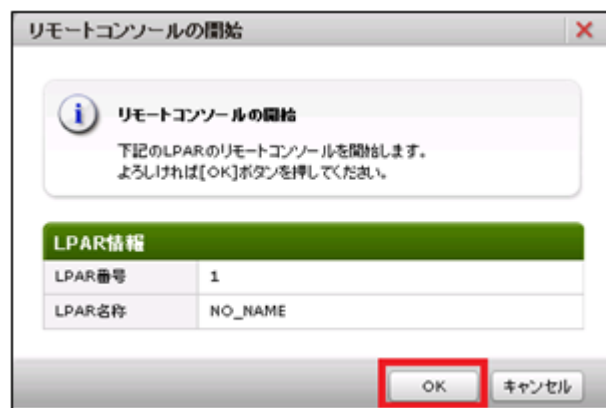 リモートコンソールの開始
リモートコンソールの開始
下記のLPARのリモートコンソールを開始します。
よろしければ[OK]ボタンを押してください。
LPAR情報
LPAR番号 1
LPAR名称 NO_NAME
OK キャンセル